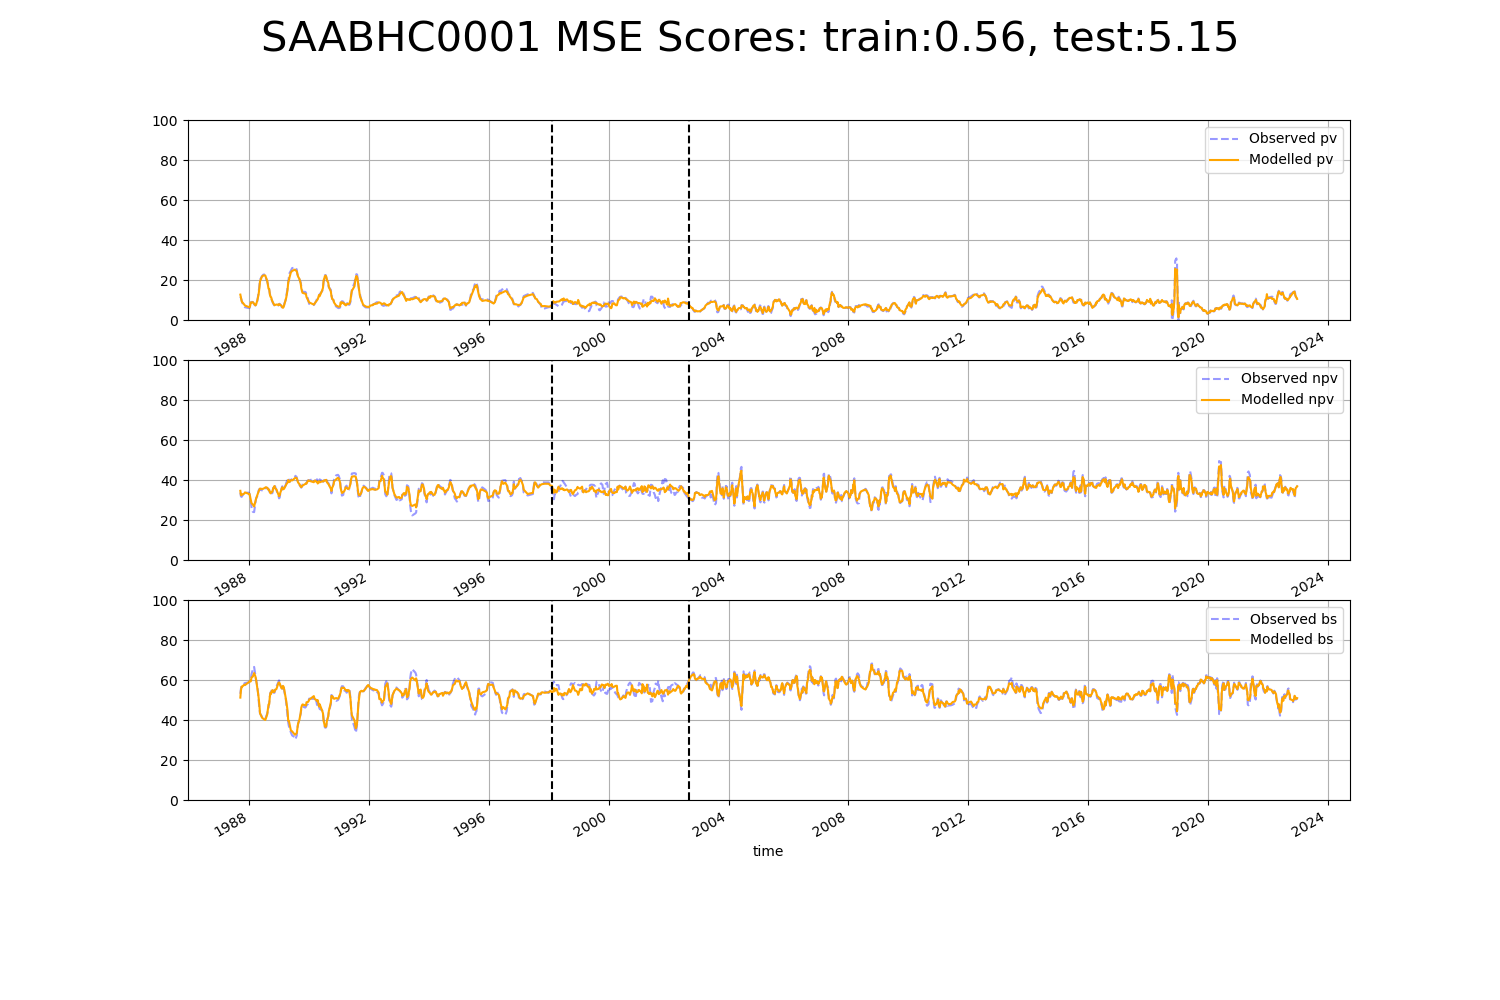 SAABHC0001 MSE Scores: train:0.56, test:5.15
100
80
60
40
20
0
Observed pv
Modelled pv
1988 1992 1996 2000 2004 2008 2012 2016 2020 2024
100
80
60
40
20
0
Observed npv
Modelled npv
1988 1992 1996 2000 2004 2008 2012 2016 2020 2024
100
80
60
40
20
0
Observed bs
Modelled bs
1988 1992 1996 2000 2004 2008 2012 2016 2020 2024
time